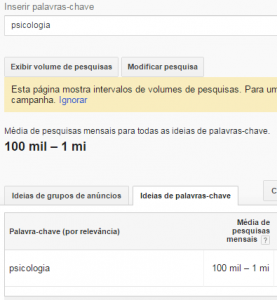 Inserir palavras-chave
psicologia
Exibir volume de pesquisas Modificar pesquisa
Esta página mostra intervalos de volumes de pesquisas. Para um
campanha. Ignorar
Média de pesquisas mensais para todas as ideias de palavras-chave.
100 mil – 1 mi
Ideias de grupos de anúncios Ideias de palavras-chave C
Média de
Palavra-chave (por relevância) pesquisas
mensais ?
psicologia 100 mil – 1 mi